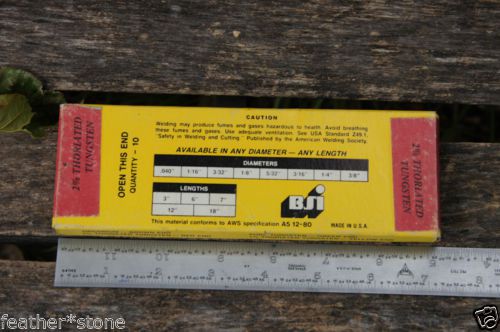 CAUTION
Welding may produce fumes and gases hazardous to health. Avoid breathing
these fumes and gases. Use adequate ventilation. See USA Standard Z49.1,
"Safety in Welding and Cutting" Published by the American Welding Society.
2% THORIATED
TUNGSTEN
OPEN THIS END
QUANTITY - 10
AVAILABLE IN ANY DIAMETER — ANY LENGTH
DIAMETERS
.040" 1·16" 3·32" 1·8" 5·32" 3·16" 1·4" 3·8"
LENGTHS
3" 6" 7"
12" 18"
BSI
This material conforms to AWS specification A5 12-80
MADE IN U.S.A.
2% THORIATED
TUNGSTEN
feather*stone